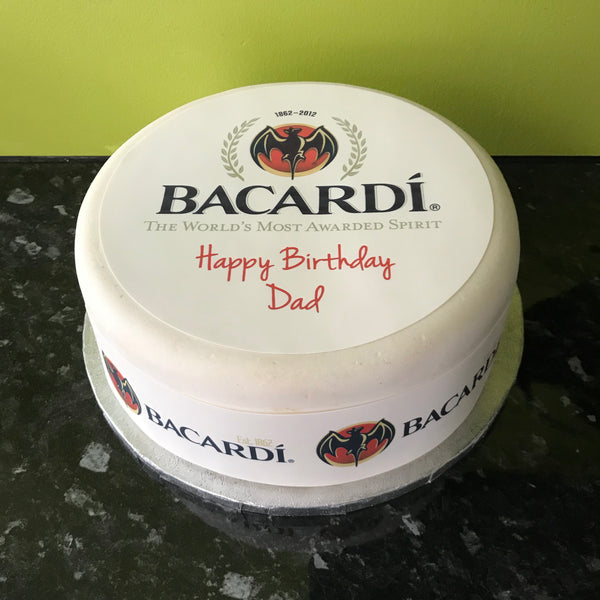 1862–2012
BACARDÍ®
THE WORLD'S MOST AWARDED SPIRIT
Happy Birthday
Dad
Est. 1862
BACARDÍ®
BACARDÍ